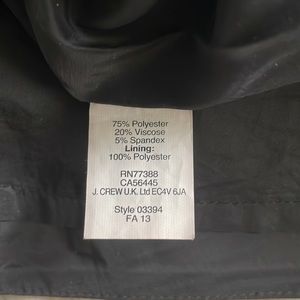 75% Polyester
20% Viscose
5% Spandex
Lining:
100% Polyester
RN77388
CA56445
J. CREW U.K. Ltd EC4V 6JA
Style 03394
FA 13